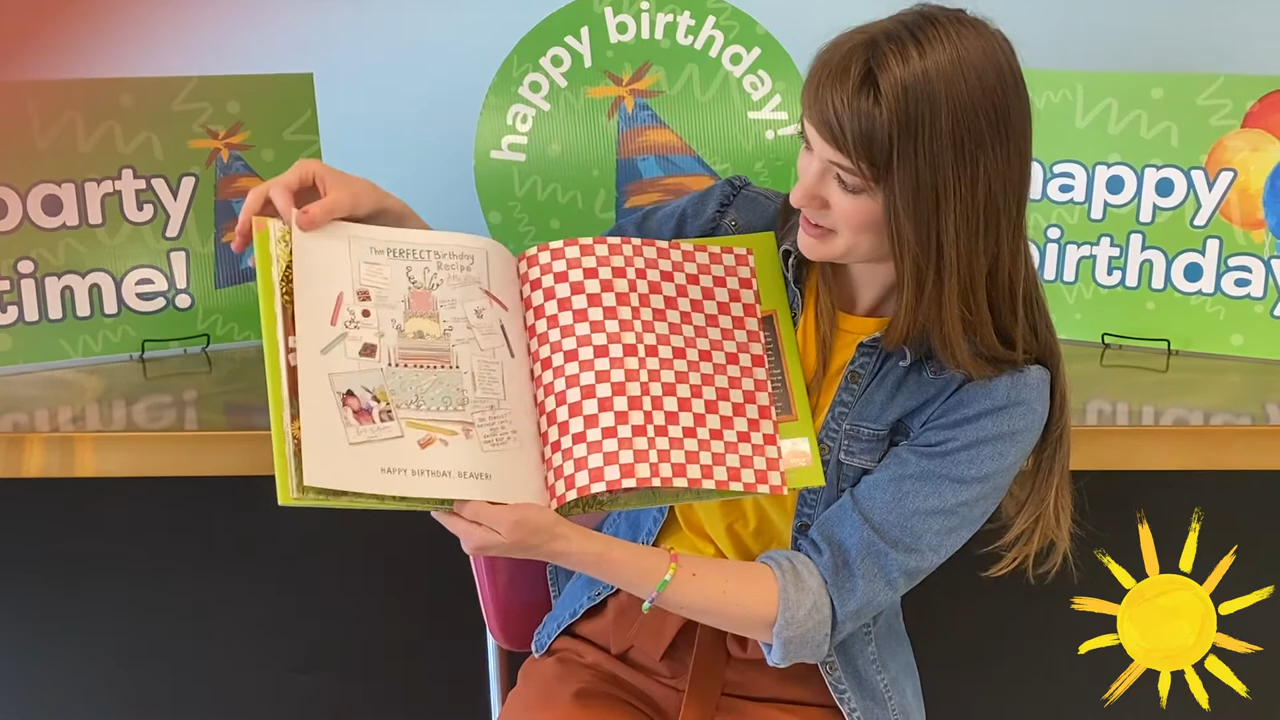 party
time!
happy birthday!
happy
birthday
The PERFECT Birthday
Recipe
HAPPY BIRTHDAY, BEAVER!